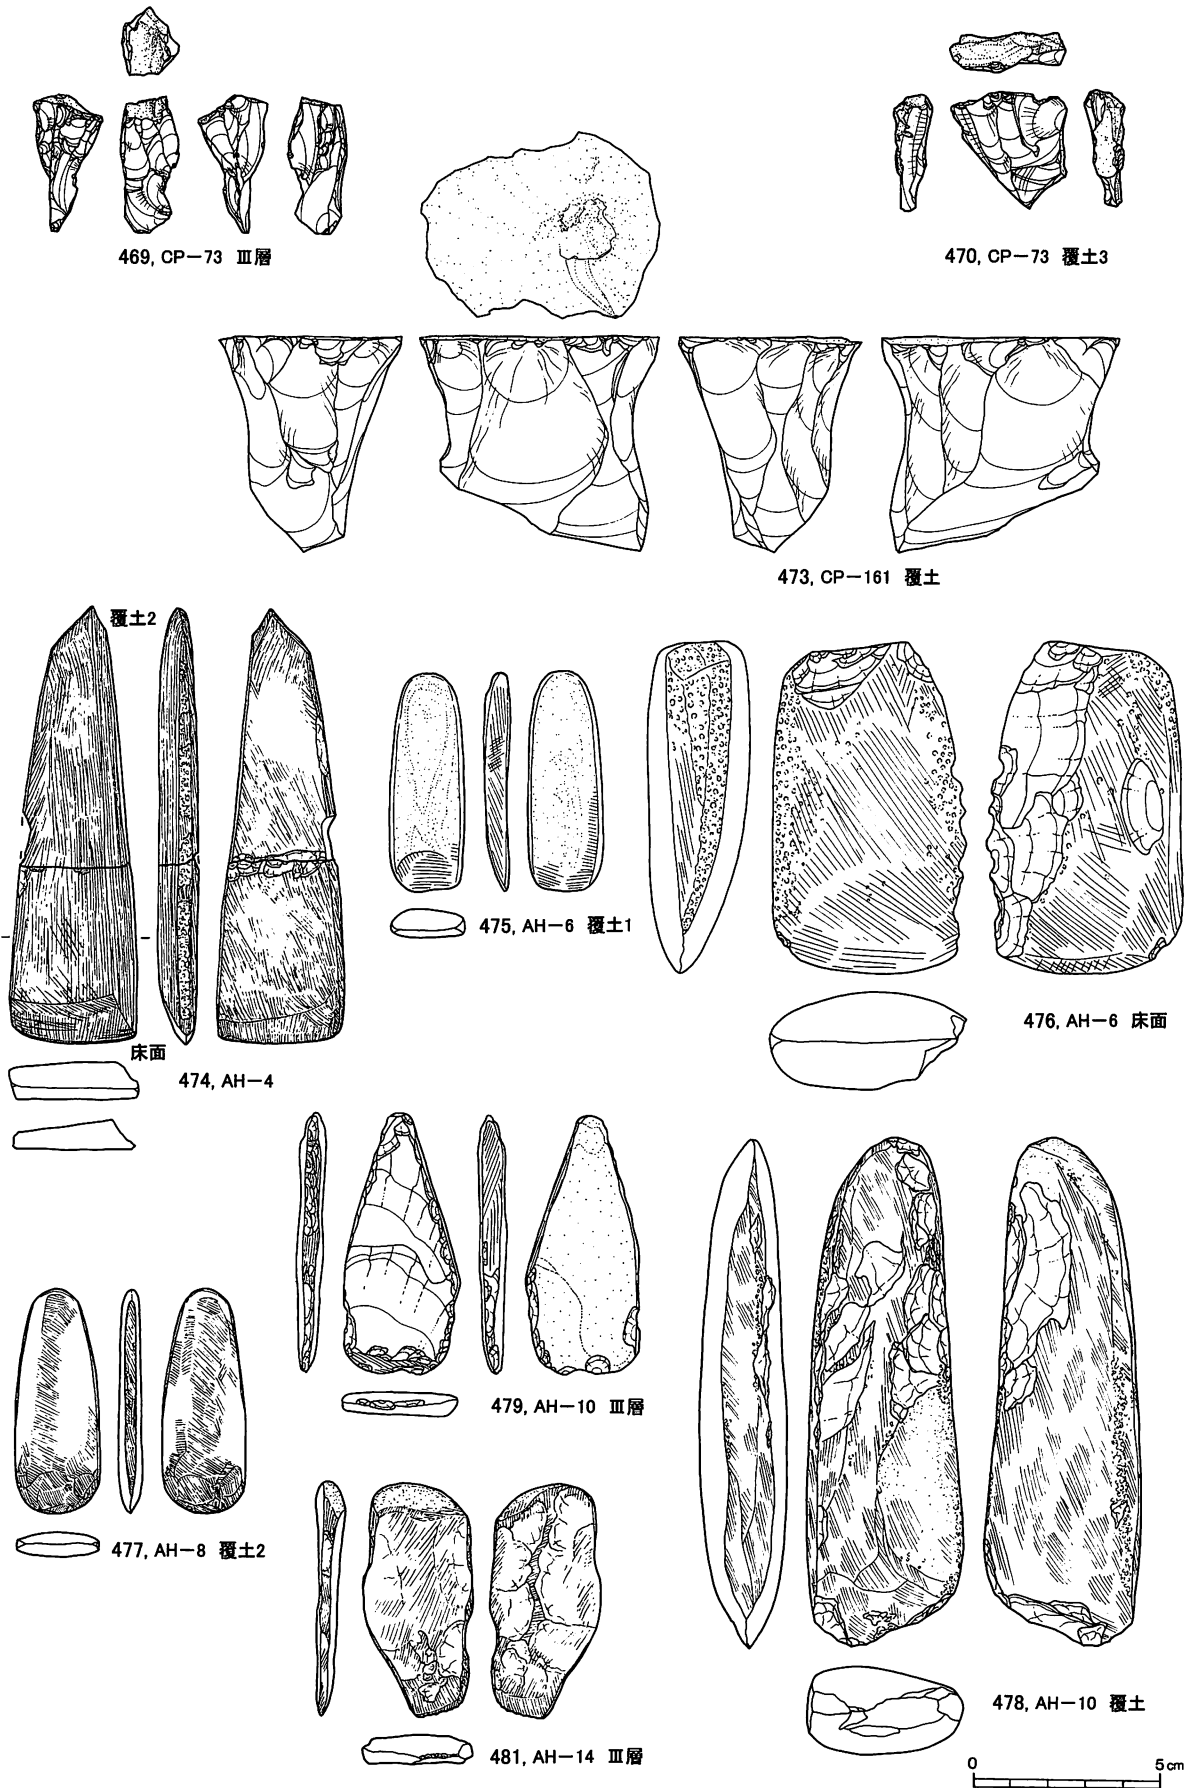 469, CP-73 Ⅲ層
470, CP-73 覆土3
473, CP-161 覆土
覆土2
床面
474, AH-4
475, AH-6 覆土1
476, AH-6 床面
477, AH-8 覆土2
479, AH-10 Ⅲ層
478, AH-10 覆土
481, AH-14 Ⅲ層
0 5cm